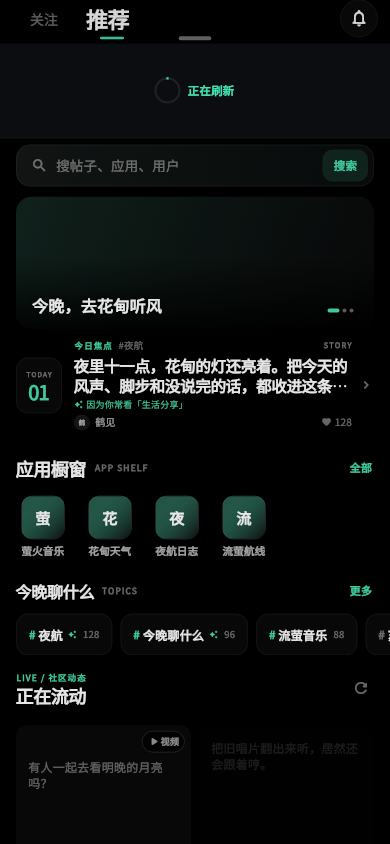 关注
推荐
正在刷新
搜帖子、应用、用户
搜索
今晚，去花甸听风
今日焦点 #夜航
STORY
TODAY
01
夜里十一点，花甸的灯还亮着。把今天的
风声、脚步和没说完的话，都收进这条…
因为你常看「生活分享」
鹤 鹤见
128
应用橱窗 APP SHELF
全部
萤 花 夜 流
萤火音乐 花甸天气 夜航日志 流萤航线
今晚聊什么 TOPICS
更多
#夜航 128 #今晚聊什么 96 #流萤音乐 88 #
LIVE / 社区动态
正在流动
视频
有人一起去看明晚的月亮
吗？
把旧唱片翻出来听，居然还
会跟着哼。